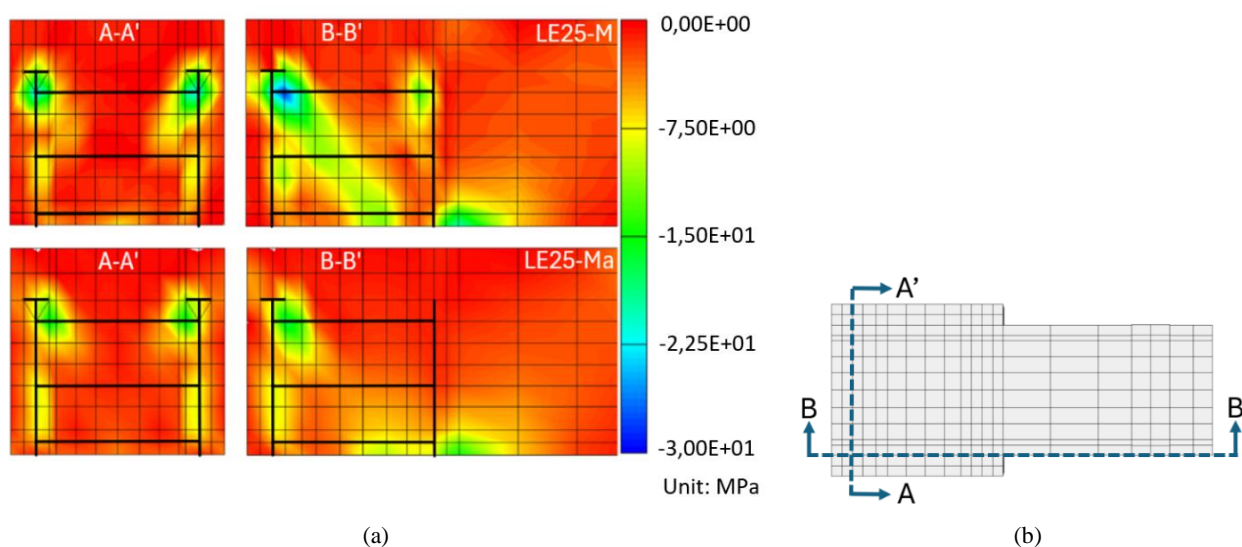 A-A'
B-B'
LE25-M
0,00E+00
-7,50E+00
-1,50E+01
A-A'
B-B'
LE25-Ma
-2,25E+01
-3,00E+01
Unit: MPa
A'
B
B
A
(a)
(b)